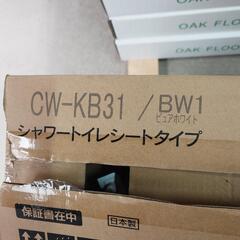 OAK FLOO
OAK FLOO
CW-KB31 / BW1
ピュアホワイト
シャワートイレシートタイプ
保証書在中
日本製